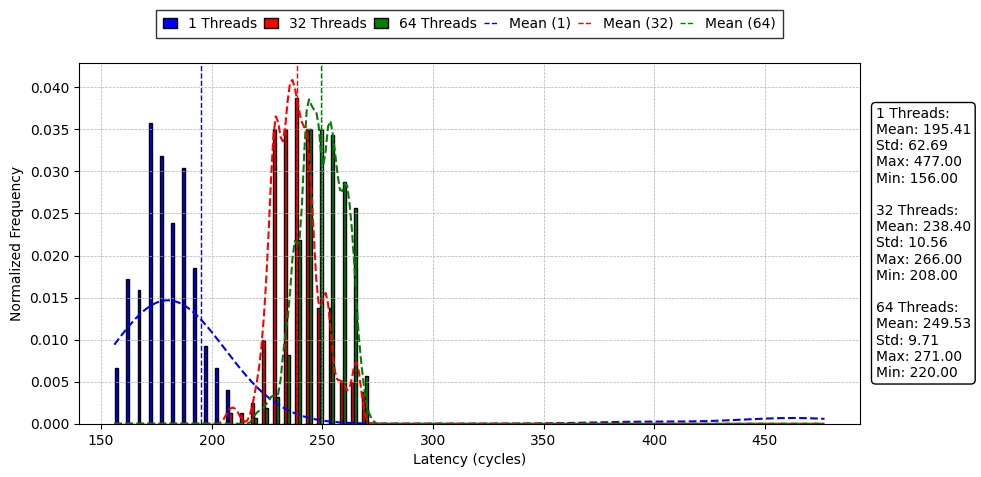 1 Threads 32 Threads 64 Threads Mean (1) Mean (32) Mean (64)
Normalized Frequency
0.040
0.035
0.030
0.025
0.020
0.015
0.010
0.005
0.000
150 200 250 300 350 400 450
Latency (cycles)
1 Threads:
Mean: 195.41
Std: 62.69
Max: 477.00
Min: 156.00
32 Threads:
Mean: 238.40
Std: 10.56
Max: 266.00
Min: 208.00
64 Threads:
Mean: 249.53
Std: 9.71
Max: 271.00
Min: 220.00